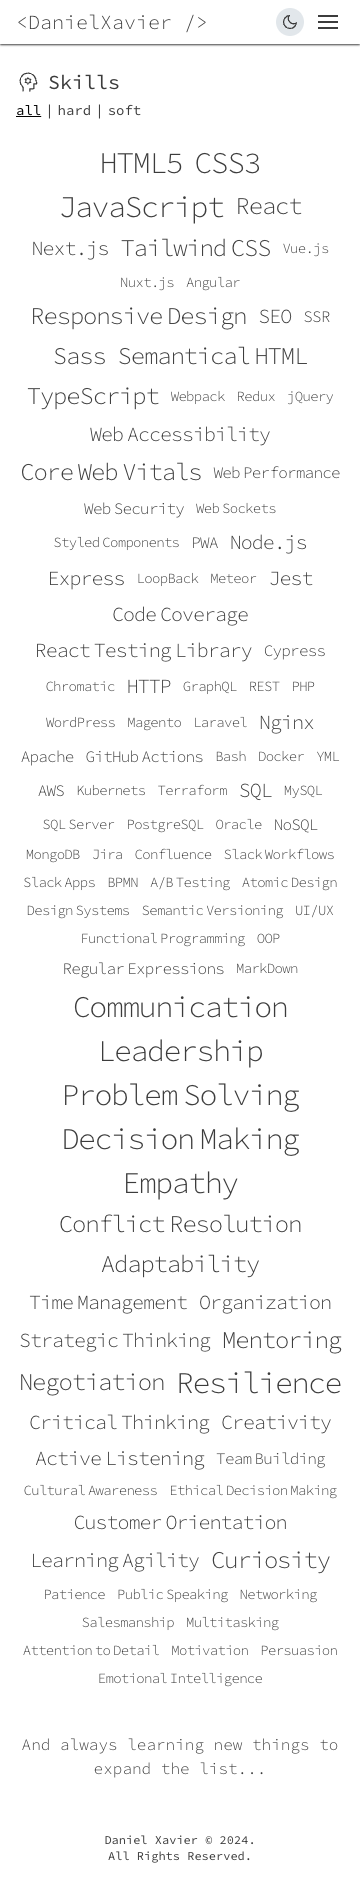 <DanielXavier />
Skills
all | hard | soft
HTML5 CSS3
JavaScript React
Next.js Tailwind CSS Vue.js
Nuxt.js Angular
Responsive Design SEO SSR
Sass Semantical HTML
TypeScript Webpack Redux jQuery
Web Accessibility
Core Web Vitals Web Performance
Web Security Web Sockets
Styled Components PWA Node.js
Express LoopBack Meteor Jest
Code Coverage
React Testing Library Cypress
Chromatic HTTP GraphQL REST PHP
WordPress Magento Laravel Nginx
Apache GitHub Actions Bash Docker YML
AWS Kubernetes Terraform SQL MySQL
SQL Server PostgreSQL Oracle NoSQL
MongoDB Jira Confluence Slack Workflows
Slack Apps BPMN A/B Testing Atomic Design
Design Systems Semantic Versioning UI/UX
Functional Programming OOP
Regular Expressions MarkDown
Communication
Leadership
Problem Solving
Decision Making
Empathy
Conflict Resolution
Adaptability
Time Management Organization
Strategic Thinking Mentoring
Negotiation Resilience
Critical Thinking Creativity
Active Listening Team Building
Cultural Awareness Ethical Decision Making
Customer Orientation
Learning Agility Curiosity
Patience Public Speaking Networking
Salesmanship Multitasking
Attention to Detail Motivation Persuasion
Emotional Intelligence
And always learning new things to
expand the list...
Daniel Xavier © 2024.
All Rights Reserved.